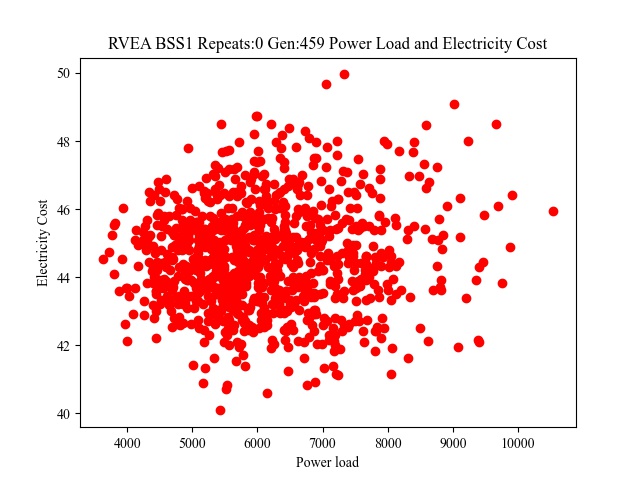 RVEA BSS1 Repeats:0 Gen:459 Power Load and Electricity Cost
50
48
46
44
42
40
Electricity Cost
4000 5000 6000 7000 8000 9000 10000
Power load